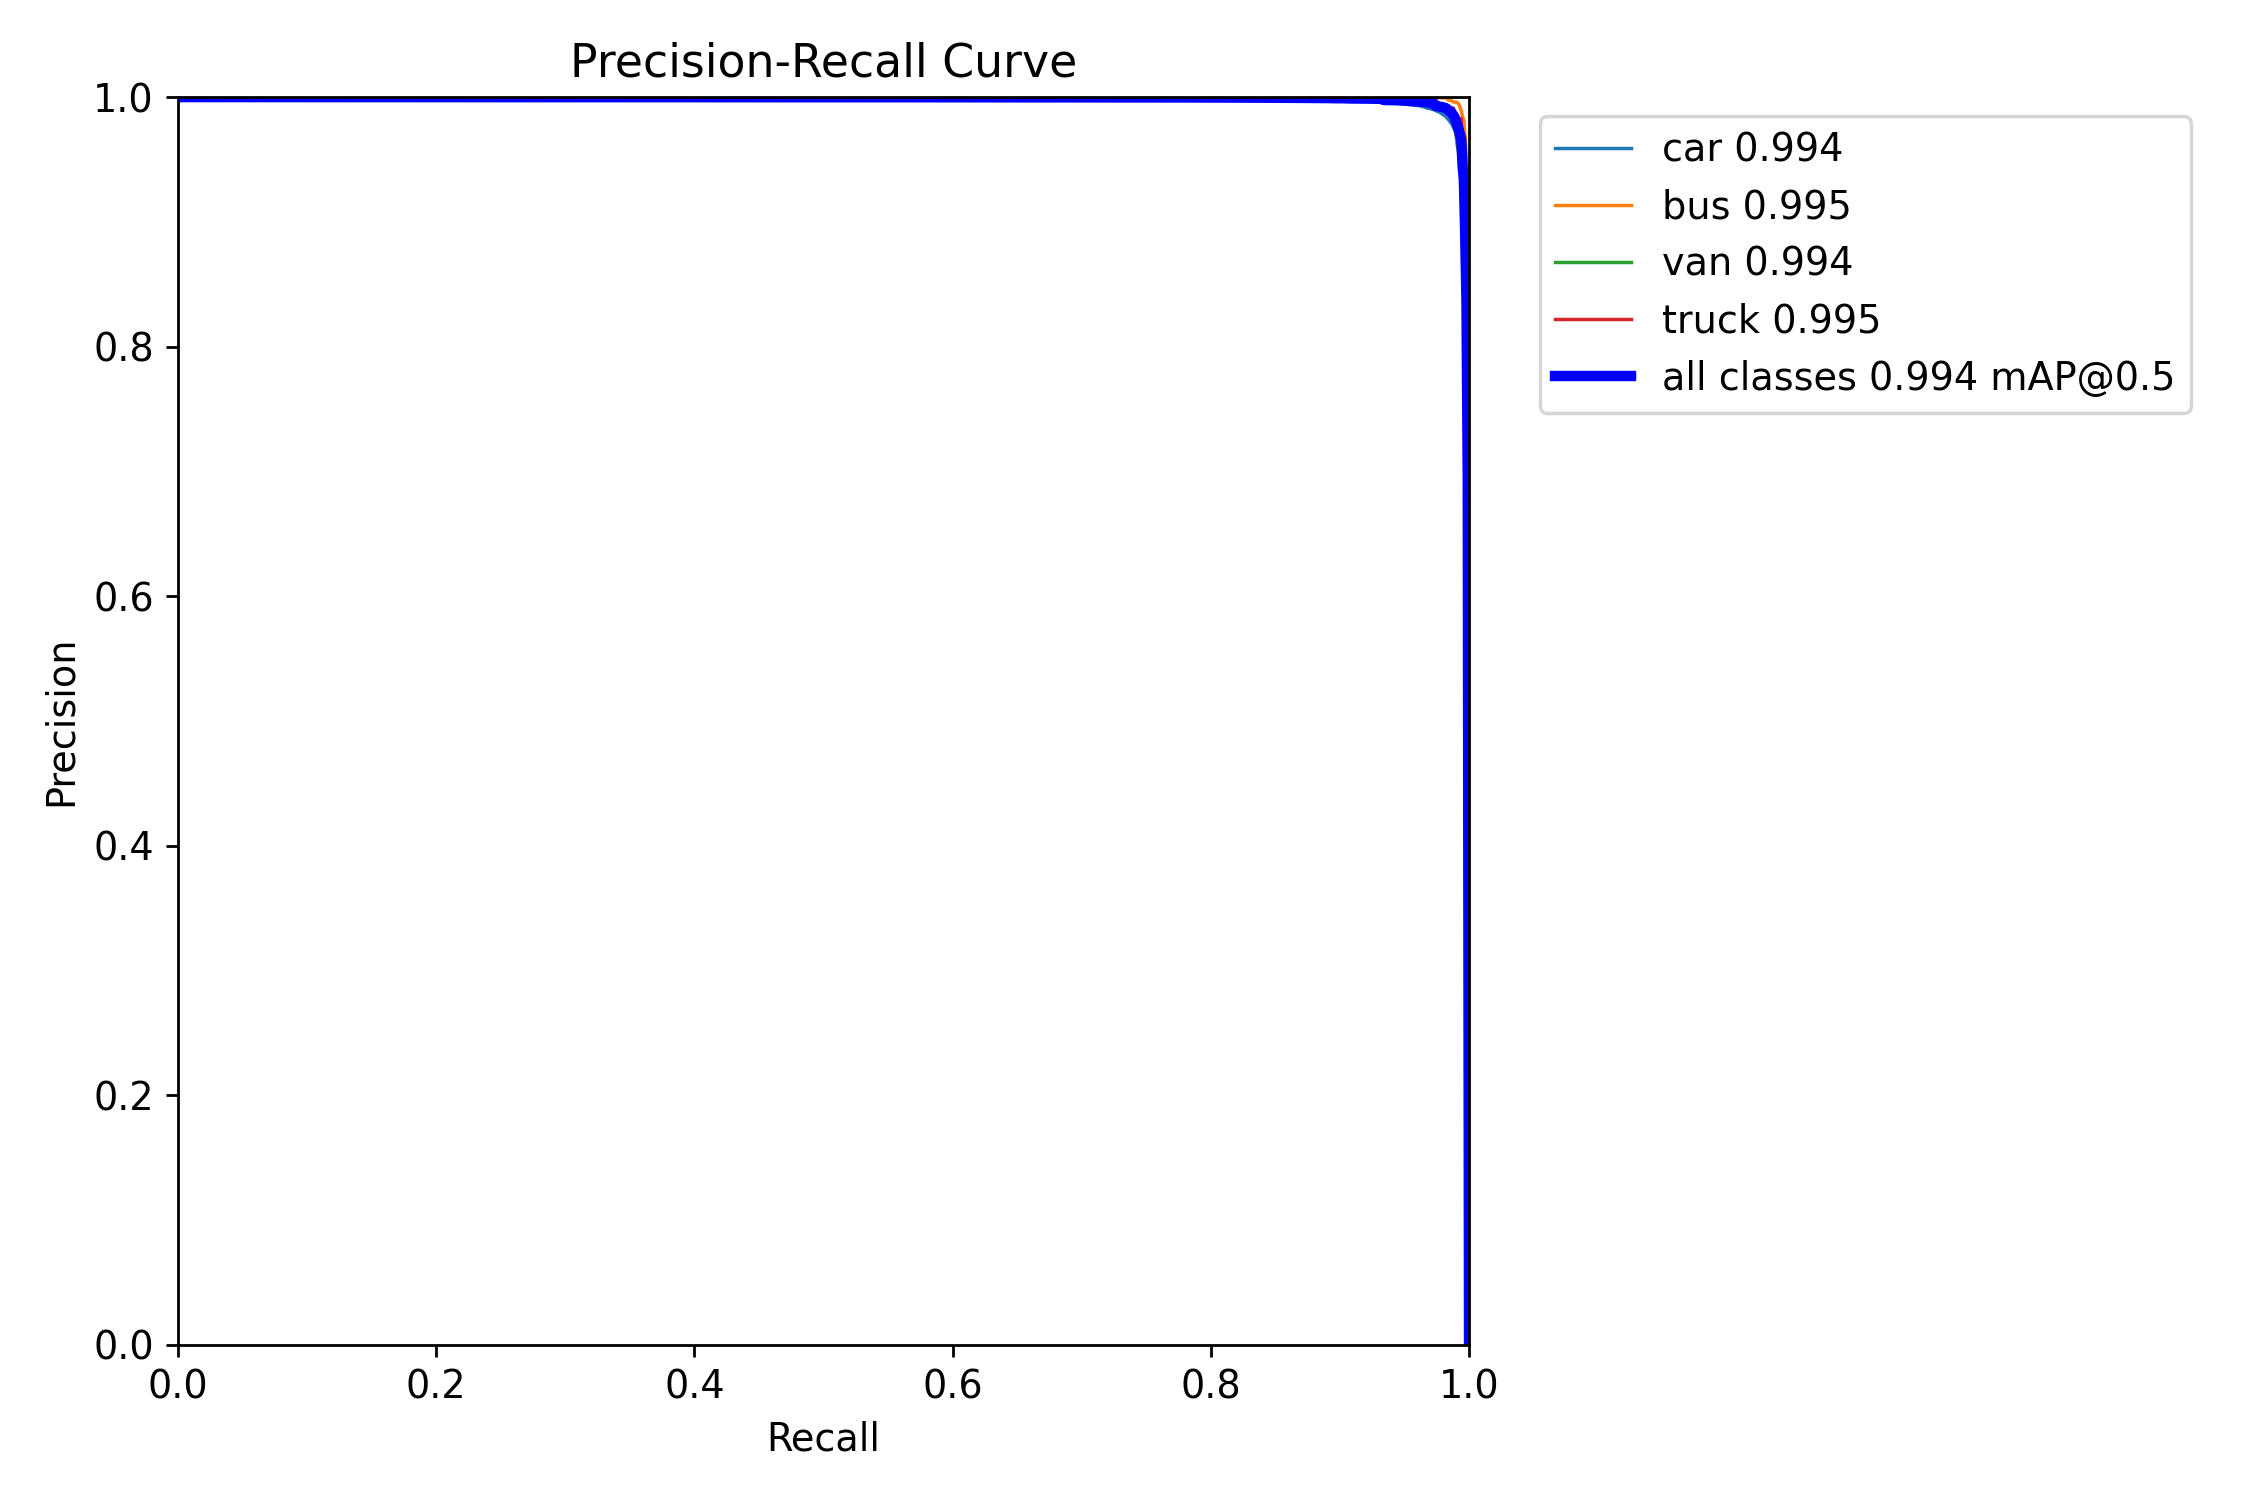 Precision-Recall Curve
1.0
0.8
0.6
0.4
0.2
0.0
Precision
0.0 0.2 0.4 0.6 0.8 1.0
Recall
car 0.994
bus 0.995
van 0.994
truck 0.995
all classes 0.994 mAP@0.5